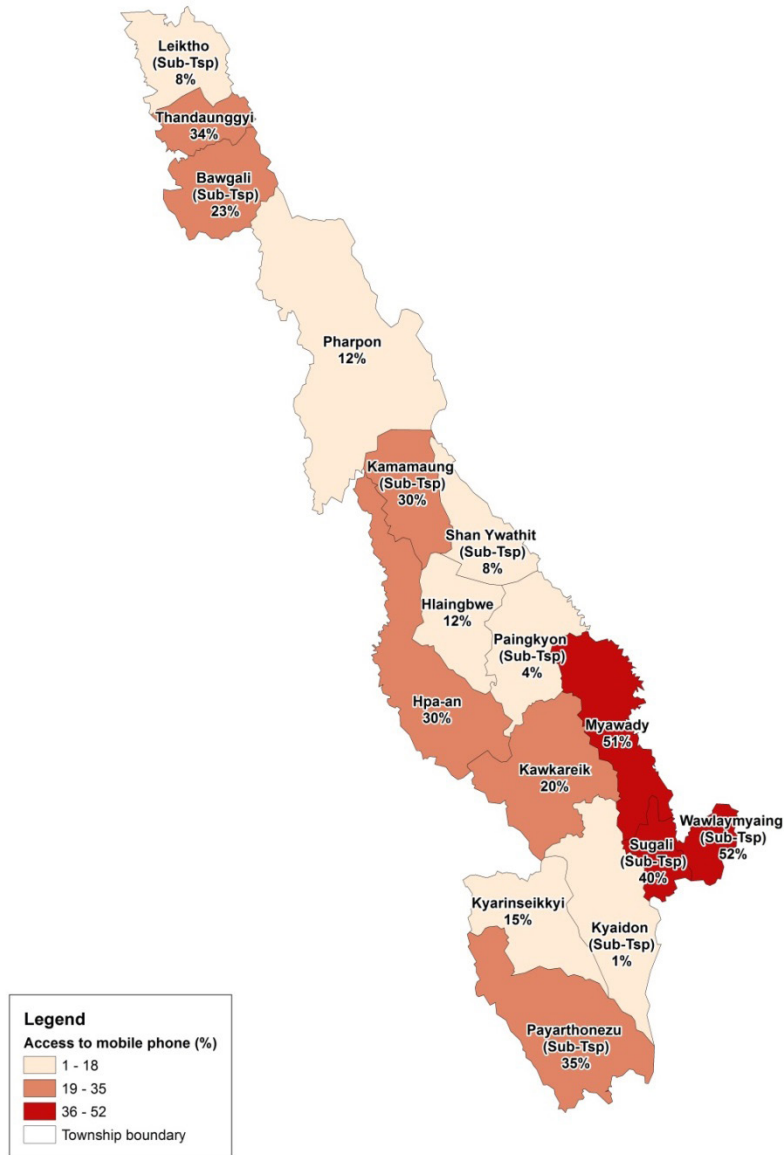 Leiktho
(Sub-Tsp)
8%
Thandaunggyi
34%
Bawgali
(Sub-Tsp)
23%
Pharpon
12%
Kamamaung
(Sub-Tsp)
30%
Shan Ywathit
(Sub-Tsp)
8%
Hlaingbwe
12%
Paingkyon
(Sub-Tsp)
4%
Hpa-an
30%
Myawady
51%
Kawkareik
20%
Wawlaymyaing
(Sub-Tsp)
52%
Sugali
(Sub-Tsp)
40%
Kyarinseikkyi
15%
Kyaidon
(Sub-Tsp)
1%
Payarthonezu
(Sub-Tsp)
35%
Legend
Access to mobile phone (%)
1 - 18
19 - 35
36 - 52
Township boundary